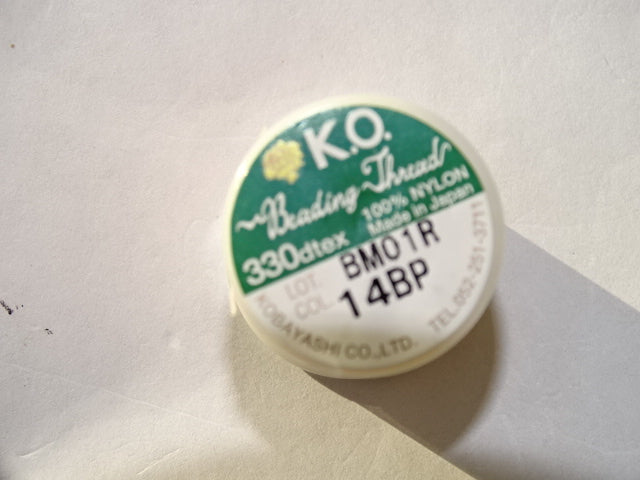 K.O.
Beading Thread
100% NYLON
330dtex Made in Japan
LOT. BM01R
COL. 14BP
KOBAYASHI CO.,LTD. TEL.052-251-3711